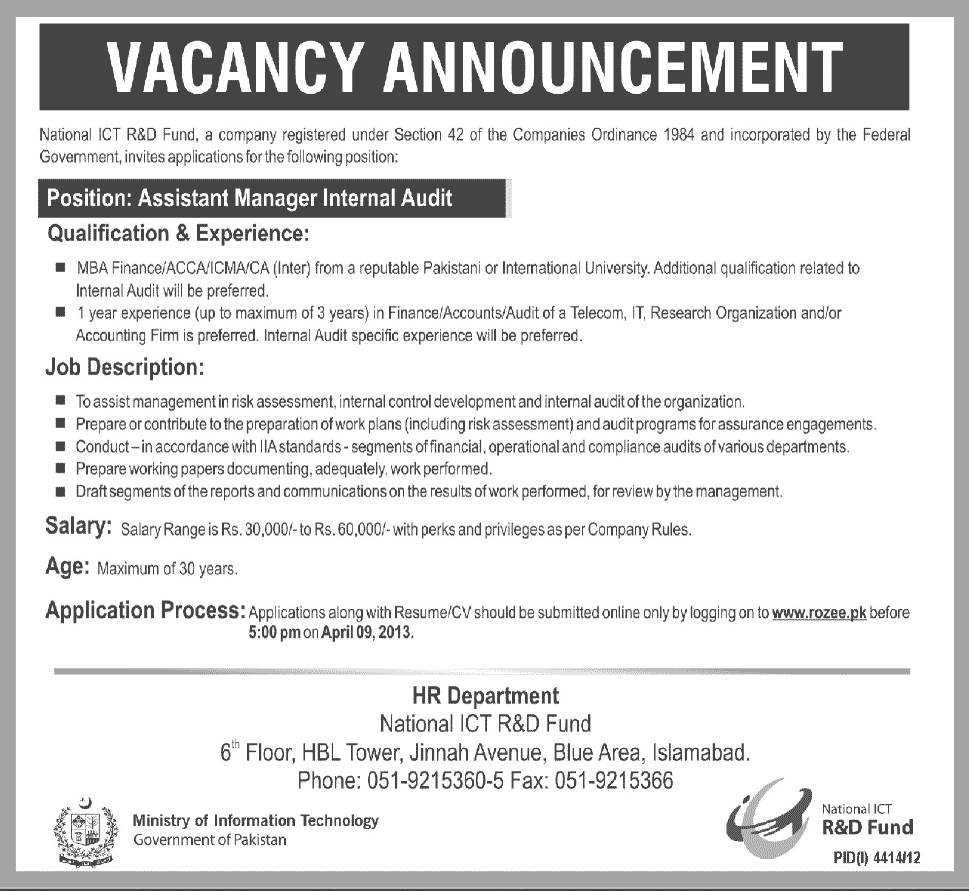 VACANCY ANNOUNCEMENT
National ICT R&D Fund, a company registered under Section 42 of the Companies Ordinance 1984 and incorporated by the Federal
Government, invites applications for the following position:
Position: Assistant Manager Internal Audit
Qualification & Experience:
■ MBA Finance/ACCA/ICMA/CA (Inter) from a reputable Pakistani or International University. Additional qualification related to
Internal Audit will be preferred.
■ 1 year experience (up to maximum of 3 years) in Finance/Accounts/Audit of a Telecom, IT, Research Organization and/or
Accounting Firm is preferred. Internal Audit specific experience will be preferred.
Job Description:
■ To assist management in risk assessment, internal control development and internal audit of the organization.
■ Prepare or contribute to the preparation of work plans (including risk assessment) and audit programs for assurance engagements.
■ Conduct – in accordance with IIA standards - segments of financial, operational and compliance audits of various departments.
■ Prepare working papers documenting, adequately, work performed.
■ Draft segments of the reports and communications on the results of work performed, for review by the management.
Salary: Salary Range is Rs. 30,000/- to Rs. 60,000/- with perks and privileges as per Company Rules.
Age: Maximum of 30 years.
Application Process: Applications along with Resume/CV should be submitted online only by logging on to www.rozee.pk before
5:00 pm on April 09, 2013.
HR Department
National ICT R&D Fund
6th Floor, HBL Tower, Jinnah Avenue, Blue Area, Islamabad.
Phone: 051-9215360-5 Fax: 051-9215366
Ministry of Information Technology
Government of Pakistan
National ICT
R&D Fund
PID(I) 4414/12